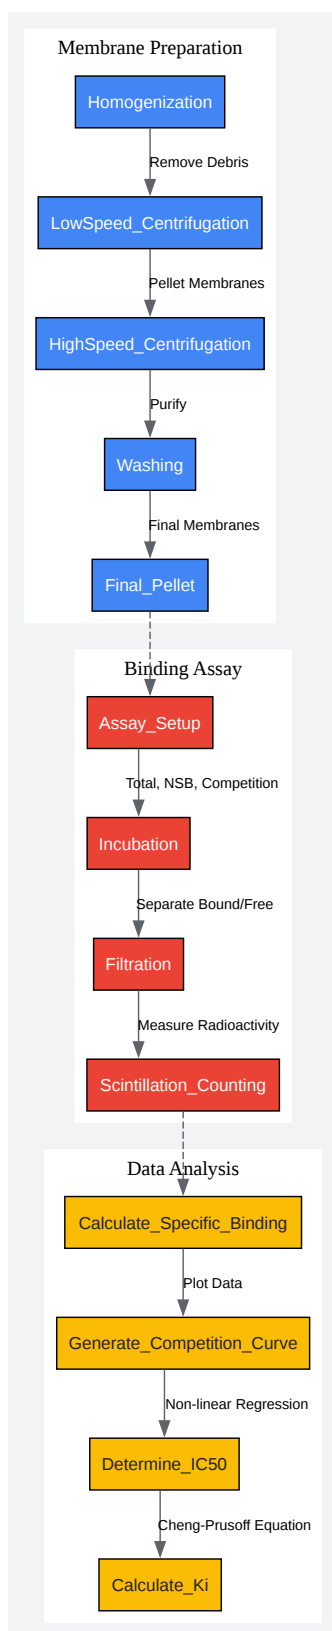 Membrane Preparation
Homogenization
Remove Debris
LowSpeed_Centrifugation
Pellet Membranes
HighSpeed_Centrifugation
Purify
Washing
Final Membranes
Final_Pellet
Binding Assay
Assay_Setup
Total, NSB, Competition
Incubation
Separate Bound/Free
Filtration
Measure Radioactivity
Scintillation_Counting
Data Analysis
Calculate_Specific_Binding
Plot Data
Generate_Competition_Curve
Non-linear Regression
Determine_IC50
Cheng-Prusoff Equation
Calculate_Ki